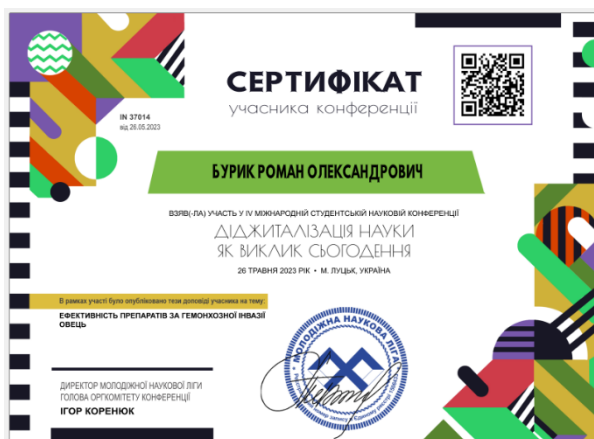 СЕРТИФІКАТ
учасника конференції
IN 37014
від 26.05.2023
БУРИК РОМАН ОЛЕКСАНДРОВИЧ
ВЗЯВ(-ЛА) УЧАСТЬ У IV МІЖНАРОДНІЙ СТУДЕНТСЬКІЙ НАУКОВІЙ КОНФЕРЕНЦІЇ
ДІДЖИТАЛІЗАЦІЯ НАУКИ
ЯК ВИКЛИК СЬОГОДЕННЯ
26 ТРАВНЯ 2023 РІК • М. ЛУЦЬК, УКРАЇНА
В рамках участі було опубліковано тези доповіді учасника на тему:
ЕФЕКТИВНІСТЬ ПРЕПАРАТІВ ЗА ГЕМОНХОЗНОЇ ІНВАЗІЇ
ОВЕЦЬ
МОЛОДІЖНА НАУКОВА ЛІГА
ДИРЕКТОР МОЛОДІЖНОЇ НАУКОВОЇ ЛІГИ
ГОЛОВА ОРГКОМІТЕТУ КОНФЕРЕНЦІЇ
ІГОР КОРЕНЮК